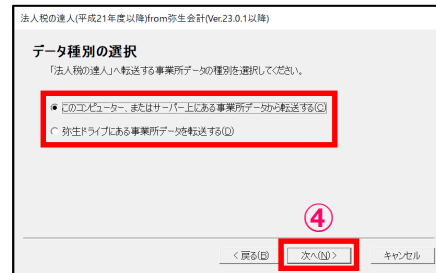 法人税の達人(平成21年度以降)from弥生会計(Ver.23.0.1以降)
データ種別の選択
「法人税の達人」へ転送する事業所データの種別を選択してください。
このコンピューター、またはサーバー上にある事業所データから転送する(C)
弥生ドライブにある事業所データを転送する(D)
④
< 戻る(B) 次へ(N) > キャンセル